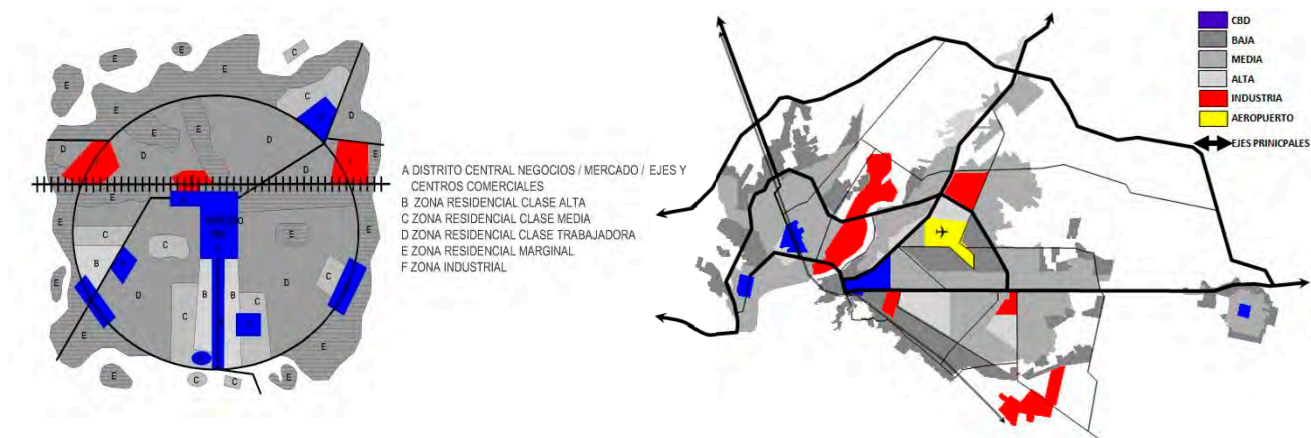 E
E
C
E
E
E
E
C
C
E
D
D
E
D
D
D
E
C
D
E
E
E
C
B
D
C
E
D
B
B
C
C
E
E
E
E
C
C
E
A DISTRITO CENTRAL NEGOCIOS / MERCADO / EJES Y
CENTROS COMERCIALES
B ZONA RESIDENCIAL CLASE ALTA
C ZONA RESIDENCIAL CLASE MEDIA
D ZONA RESIDENCIAL CLASE TRABAJADORA
E ZONA RESIDENCIAL MARGINAL
F ZONA INDUSTRIAL
CBD
BAJA
MEDIA
ALTA
INDUSTRIA
AEROPUERTO
EJES PRINICPALES